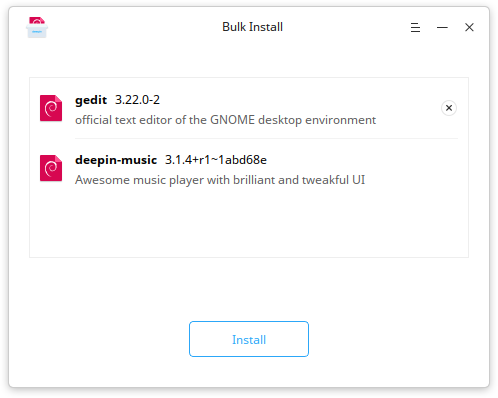 Bulk Install
gedit 3.22.0-2
official text editor of the GNOME desktop environment
deepin-music 3.1.4+r1~1abd68e
Awesome music player with brilliant and tweakful UI
Install